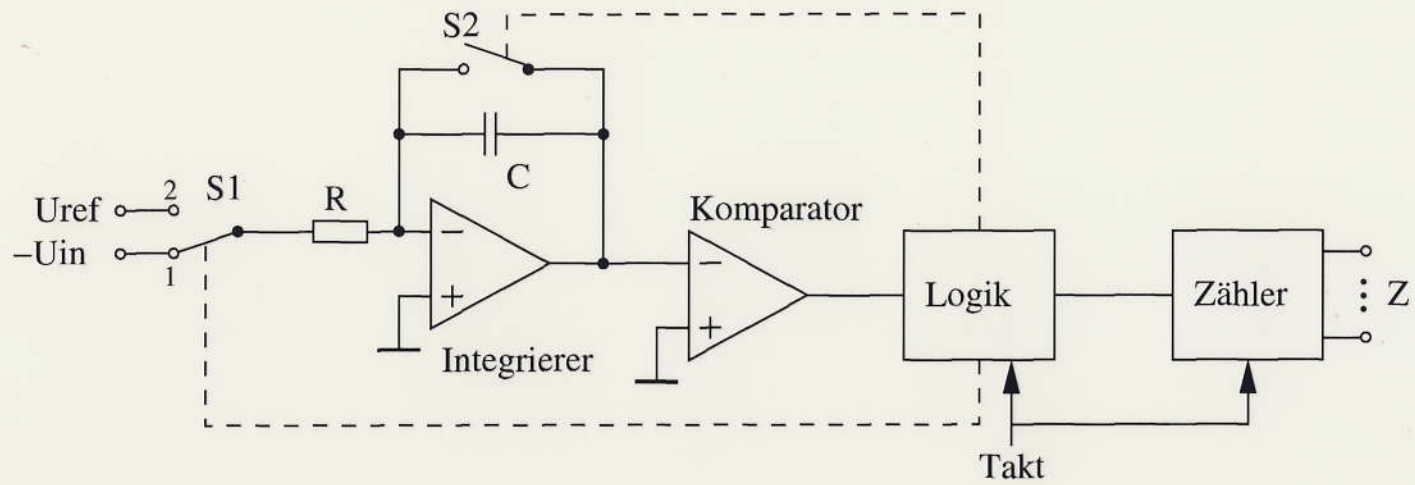 S2
C
S1
2
R
Uref
−Uin
1
−
+
Integrierer
Komparator
−
+
Logik
Zähler
Z
Takt